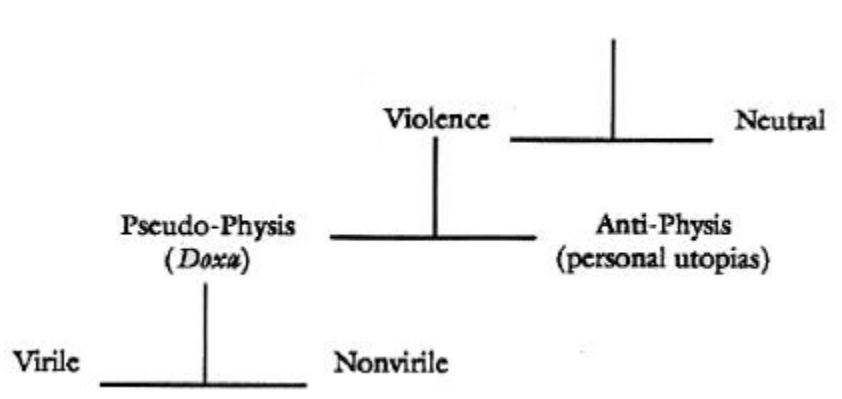 Violence
Neutral
Pseudo-Physis
(Doxa)
Anti-Physis
(personal utopias)
Virile
Nonvirile